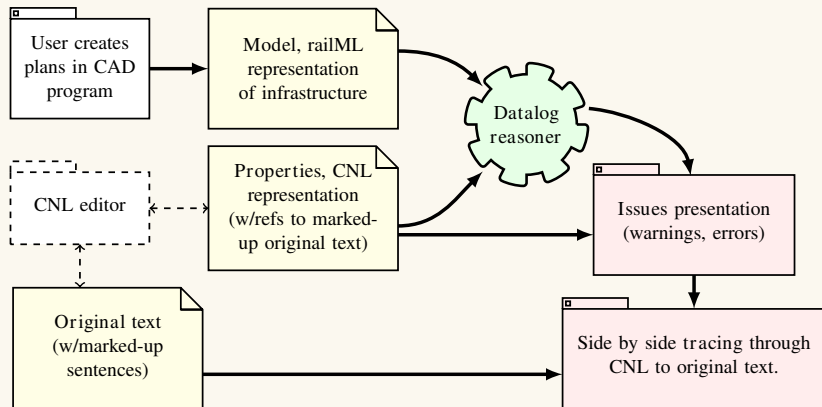 User creates
plans in CAD
program
Model, railML
representation
of infrastructure
Datalog
reasoner
CNL editor
Properties, CNL
representation
(w/refs to marked-
up original text)
Issues presentation
(warnings, errors)
Original text
(w/marked-up
sentences)
Side by side tracing through
CNL to original text.